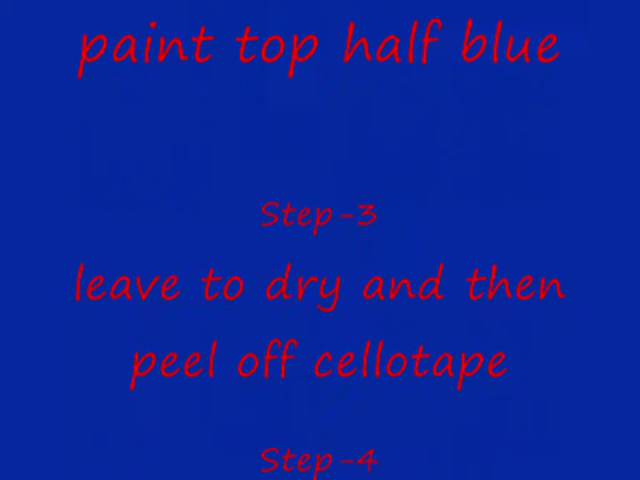 paint top half blue
Step-3
leave to dry and then
peel off cellotape
Step-4